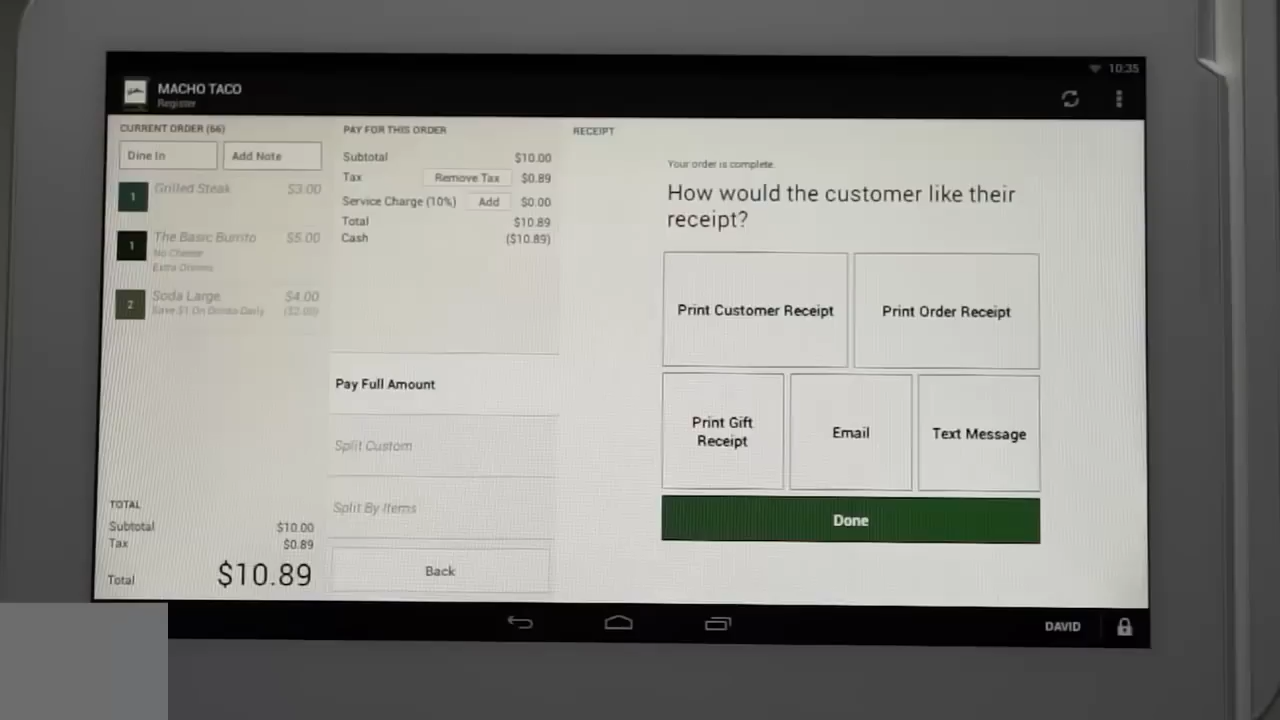 10:35
MACHO TACO
Register
CURRENT ORDER (66)
Dine In
Add Note
1
Grilled Steak
$3.00
1
The Basic Burrito
$5.00
No Cheese
Extra Onions
2
Soda Large
$4.00
Save $1 On Drinks Daily
($2.00)
TOTAL
Subtotal
$10.00
Tax
$0.89
Total
$10.89
PAY FOR THIS ORDER
Subtotal
$10.00
Tax
Remove Tax
$0.89
Service Charge (10%)
Add
$0.00
Total
$10.89
Cash
($10.89)
Pay Full Amount
Split Custom
Split By Items
Back
RECEIPT
Your order is complete.
How would the customer like their
receipt?
Print Customer Receipt
Print Order Receipt
Print Gift
Receipt
Email
Text Message
Done
DAVID